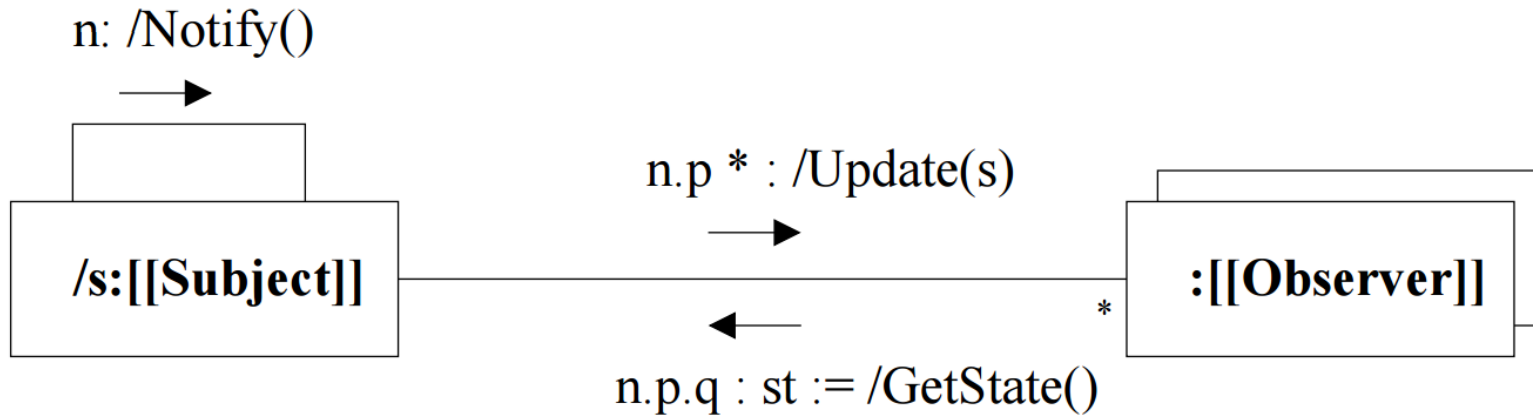 n: /Notify()
n.p * : /Update(s)
/s:[[Subject]]
:[[Observer]]
*
n.p.q : st := /GetState()